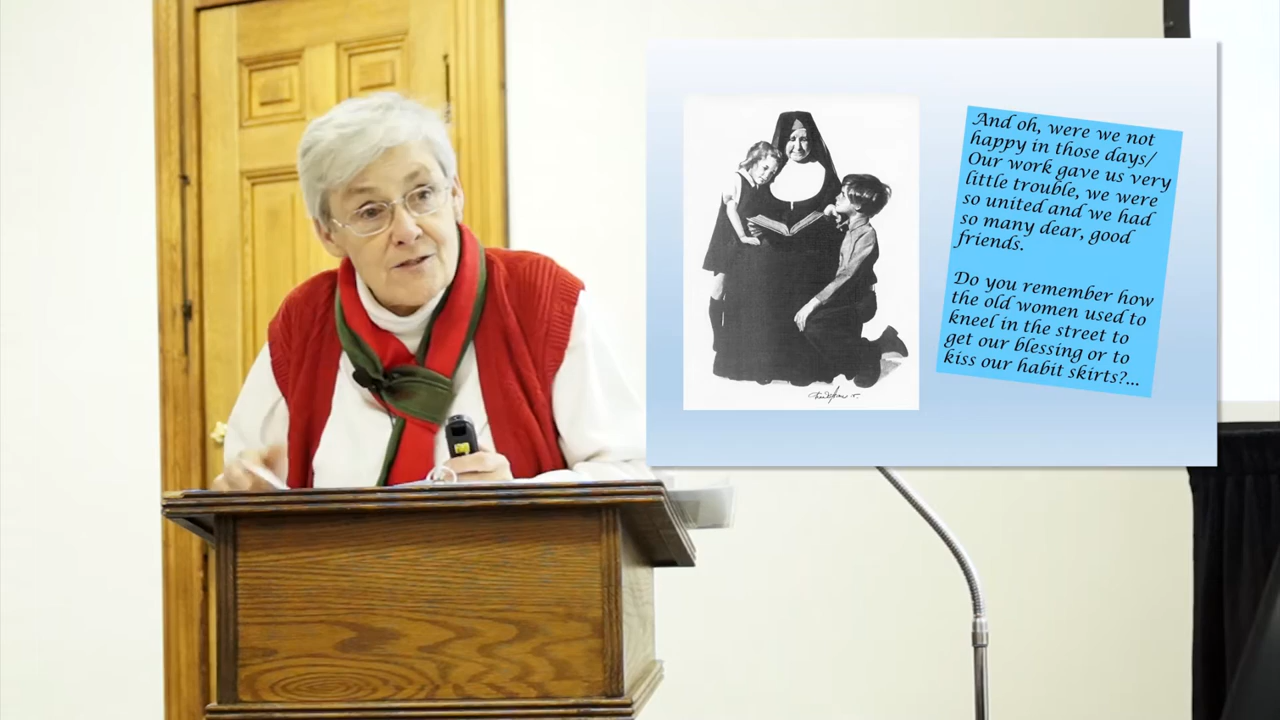 And oh, were we not
happy in those days/
Our work gave us very
little trouble, we were
so united and we had
so many dear, good
friends.
Do you remember how
the old women used to
kneel in the street to
get our blessing or to
kiss our habit skirts?...